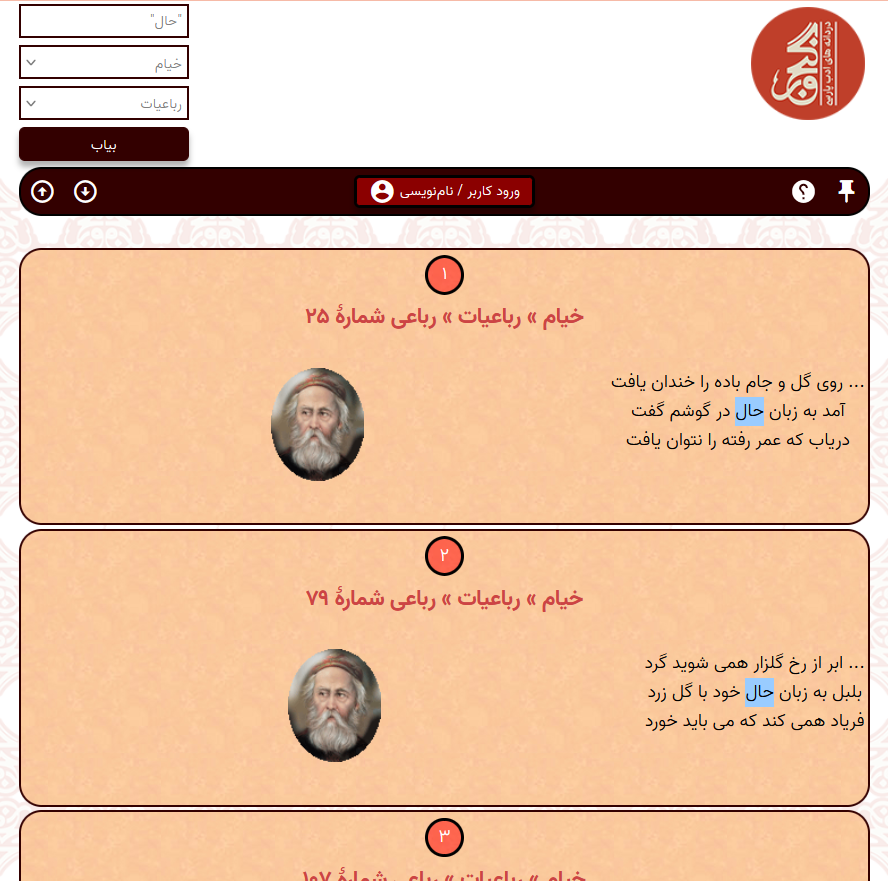 "حال"
خیام
رباعیات
بیاب
گنجور
دردانه های ادب پارسی
ورود کاربر / نام‌نویسی
۱
خیام » رباعیات » رباعی شمارهٔ ۲۵
... روی گل و جام باده را خندان یافت
آمد به زبان حال در گوشم گفت
دریاب که عمر رفته را نتوان یافت
۲
خیام » رباعیات » رباعی شمارهٔ ۷۹
... ابر از رخ گلزار همی شوید گرد
بلبل به زبان حال خود با گل زرد
فریاد همی کند که می باید خورد
۳
خیام » رباعیات » رباعی شمارهٔ ۱۰۷